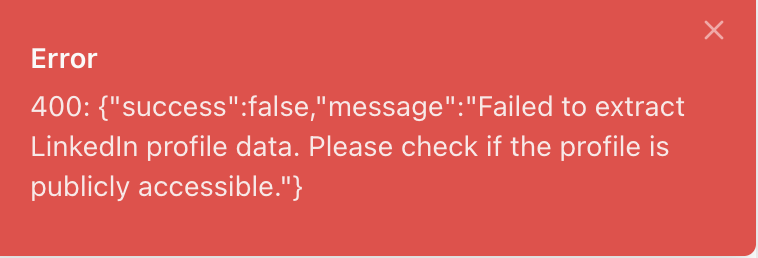 Error
400: {"success":false,"message":"Failed to extract
LinkedIn profile data. Please check if the profile is
publicly accessible."}